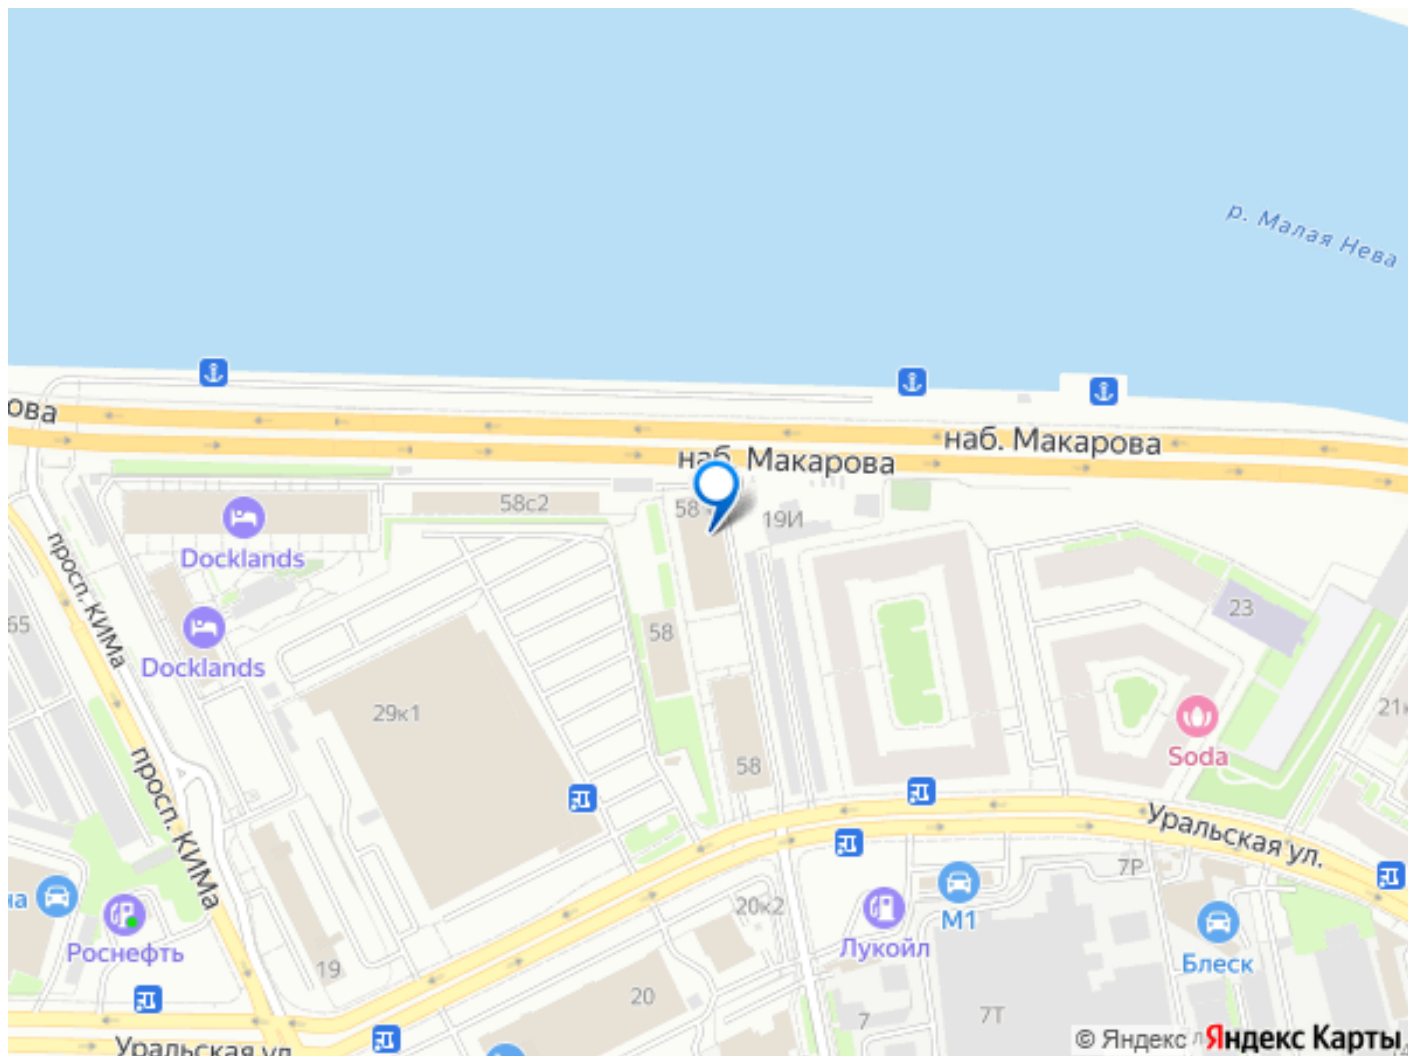 р. Малая Нева
ова
наб. Макарова
наб. Макарова
58с2
58
19И
Docklands
просп. КИМа
Docklands
65
58
23
29к1
21к
Soda
58
просп. КИМа
Уральская ул.
7Р
на
20к2
М1
Роснефть
Лукойл
Блеск
19
20
7
7Т
Уральская ул.
© Яндекс
Яндекс Карты